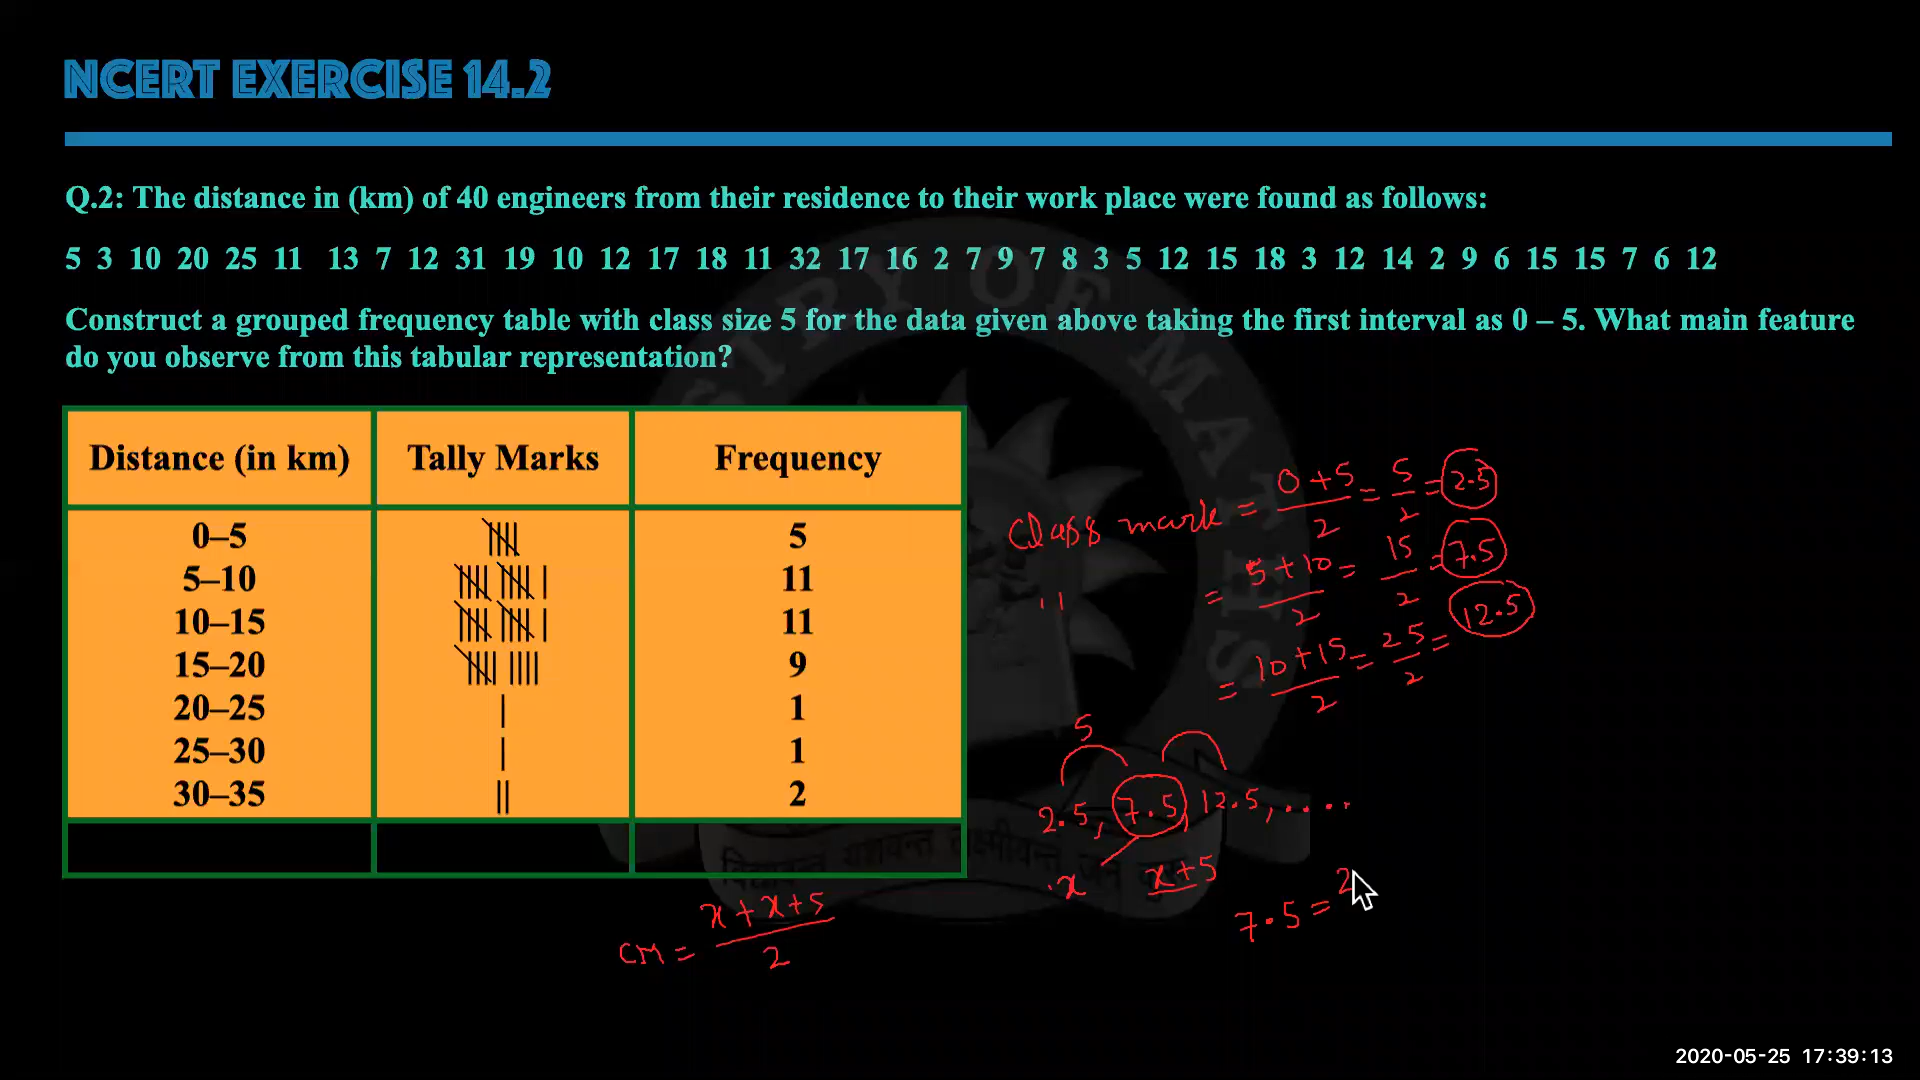 NCERT EXERCISE 14.2
Q.2: The distance in (km) of 40 engineers from their residence to their work place were found as follows:
5 3 10 20 25 11 13 7 12 31 19 10 12 17 18 11 32 17 16 2 7 9 7 8 3 5 12 15 18 3 12 14 2 9 6 15 15 7 6 12
Construct a grouped frequency table with class size 5 for the data given above taking the first interval as 0 – 5. What main feature
do you observe from this tabular representation?
Distance (in km) Tally Marks Frequency
0–5 5
5–10 11
10–15 11
15–20 9
20–25 1
25–30 1
30–35 2
Class mark = 0+5/2 = 5/2 = 2.5
" = 5+10/2 = 15/2 = 7.5
= 10+15/2 = 25/2 = 12.5
5
2.5, 7.5, 12.5, ....
x x+5
7.5 = 2
CM = x+x+5/2
SIRY OF MATHS
2020-05-25 17:39:13